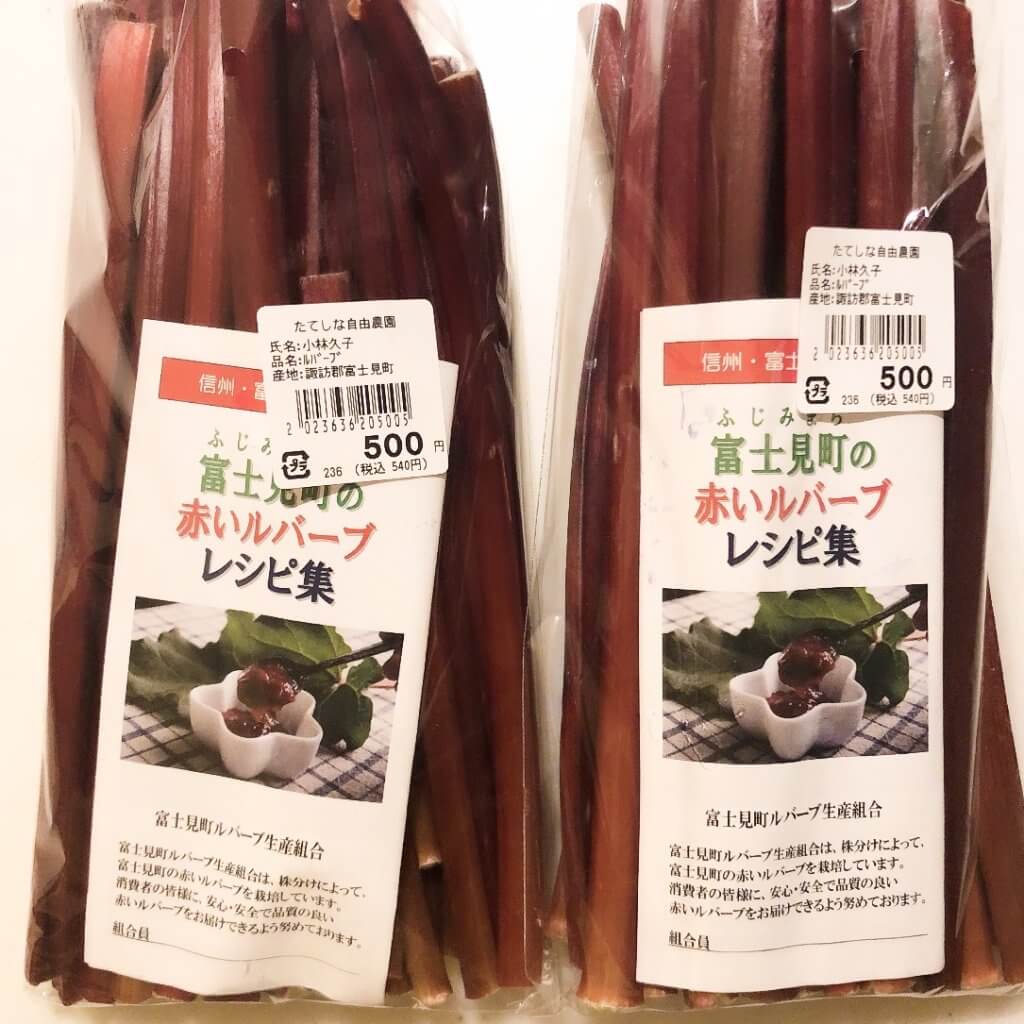 たてしな自由農園
氏名:小林久子
品名:ﾙﾊﾞｰﾌﾞ
産地:諏訪郡富士見町
2 023636 205005
500 円
プラ
236 (税込 540円)
信州・富
ふじみ
富士見町の
赤いルバーブ
レシピ集
富士見町ルバーブ生産組合
富士見町ルバーブ生産組合は、株分けによって、
富士見町の赤いルバーブを栽培しています。
消費者の皆様に、安心・安全で品質の良い
赤いルバーブをお届けできるよう努めております。
組合員
たてしな自由農園
氏名:小林久子
品名:ﾙﾊﾞｰﾌﾞ
産地:諏訪郡富士見町
2 023636 205005
500 円
プラ
236 (税込 540円)
信州・富士
ふじみまち
富士見町の
赤いルバーブ
レシピ集
富士見町ルバーブ生産組合
富士見町ルバーブ生産組合は、株分けによって、
富士見町の赤いルバーブを栽培しています。
消費者の皆様に、安心・安全で品質の良い
赤いルバーブをお届けできるよう努めております。
組合員